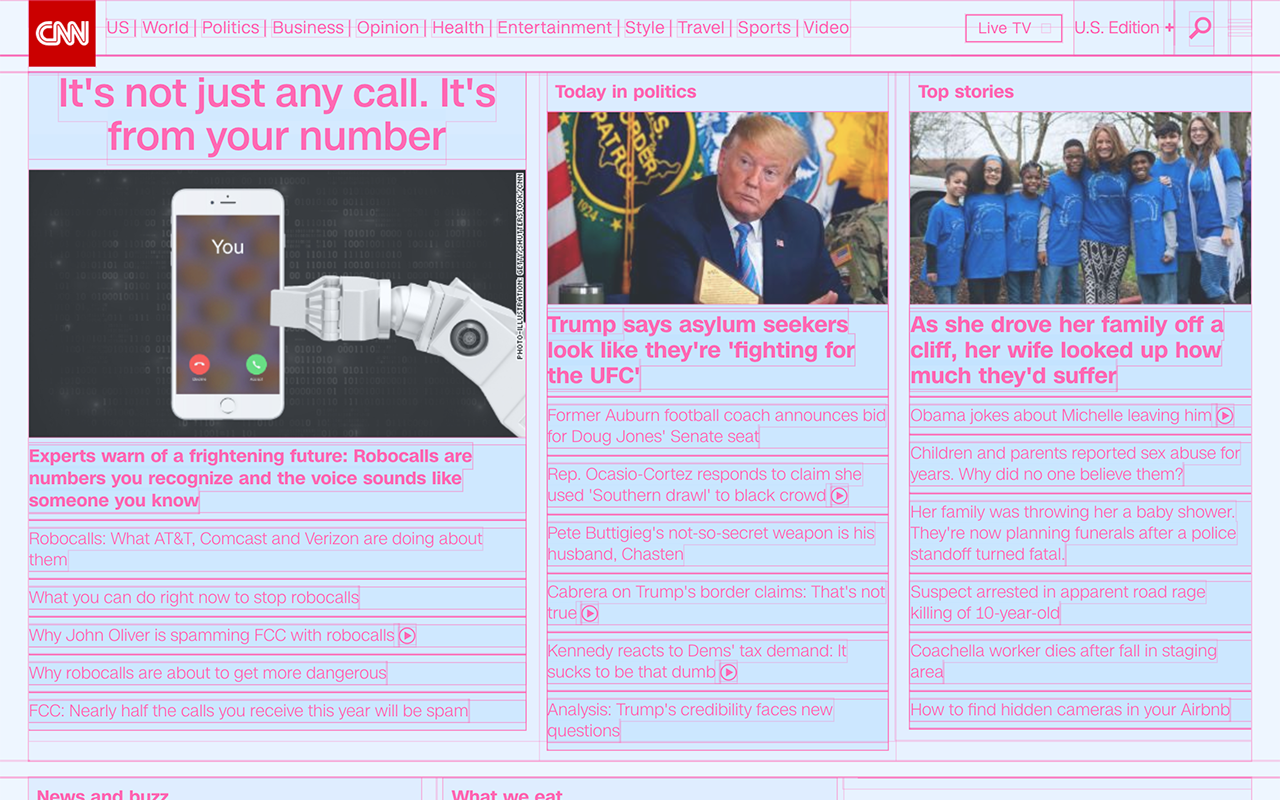 CNN
US | World | Politics | Business | Opinion | Health | Entertainment | Style | Travel | Sports | Video
Live TV
U.S. Edition +
It's not just any call. It's
from your number
You
PHOTO-ILLUSTRATION: GETTY/SHUTTERSTOCK/CNN
Experts warn of a frightening future: Robocalls are
numbers you recognize and the voice sounds like
someone you know
Robocalls: What AT&T, Comcast and Verizon are doing about
them
What you can do right now to stop robocalls
Why John Oliver is spamming FCC with robocalls
Why robocalls are about to get more dangerous
FCC: Nearly half the calls you receive this year will be spam
Today in politics
1924
Trump says asylum seekers
look like they're 'fighting for
the UFC'
Former Auburn football coach announces bid
for Doug Jones' Senate seat
Rep. Ocasio-Cortez responds to claim she
used 'Southern drawl' to black crowd
Pete Buttigieg's not-so-secret weapon is his
husband, Chasten
Cabrera on Trump's border claims: That's not
true
Kennedy reacts to Dems' tax demand: It
sucks to be that dumb
Analysis: Trump's credibility faces new
questions
Top stories
As she drove her family off a
cliff, her wife looked up how
much they'd suffer
Obama jokes about Michelle leaving him
Children and parents reported sex abuse for
years. Why did no one believe them?
Her family was throwing her a baby shower.
They're now planning funerals after a police
standoff turned fatal.
Suspect arrested in apparent road rage
killing of 10-year-old
Coachella worker dies after fall in staging
area
How to find hidden cameras in your Airbnb
News and buzz
What we eat